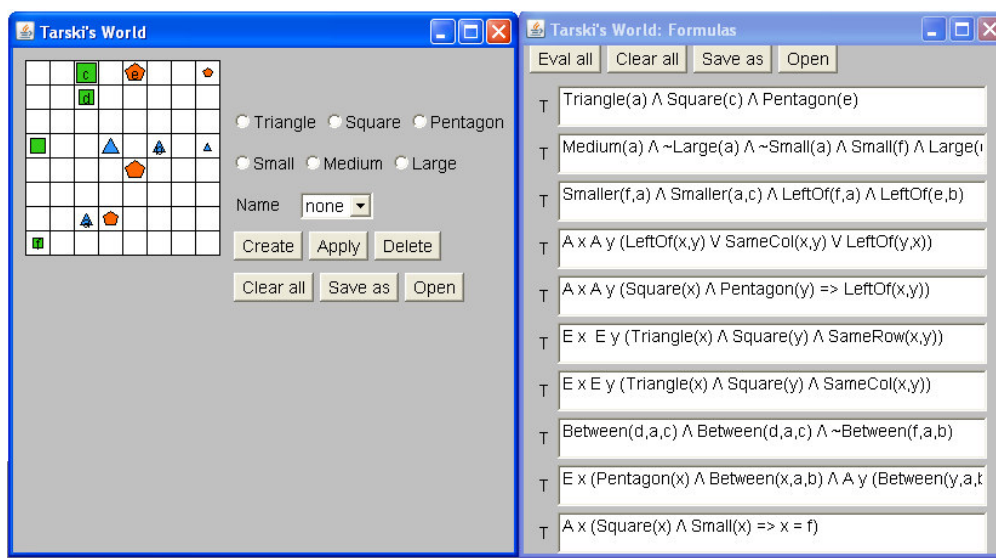 Tarski's World
c e
d
a
f
Triangle Square Pentagon
Small Medium Large
Name none
Create Apply Delete
Clear all Save as Open
Tarski's World: Formulas
Eval all Clear all Save as Open
T Triangle(a) Λ Square(c) Λ Pentagon(e)
T Medium(a) Λ ~Large(a) Λ ~Small(a) Λ Small(f) Λ Large(
T Smaller(f,a) Λ Smaller(a,c) Λ LeftOf(f,a) Λ LeftOf(e,b)
T A x A y (LeftOf(x,y) V SameCol(x,y) V LeftOf(y,x))
T A x A y (Square(x) Λ Pentagon(y) => LeftOf(x,y))
T E x E y (Triangle(x) Λ Square(y) Λ SameRow(x,y))
T E x E y (Triangle(x) Λ Square(y) Λ SameCol(x,y))
T Between(d,a,c) Λ Between(d,a,c) Λ ~Between(f,a,b)
T E x (Pentagon(x) Λ Between(x,a,b) Λ A y (Between(y,a,b
T A x (Square(x) Λ Small(x) => x = f)